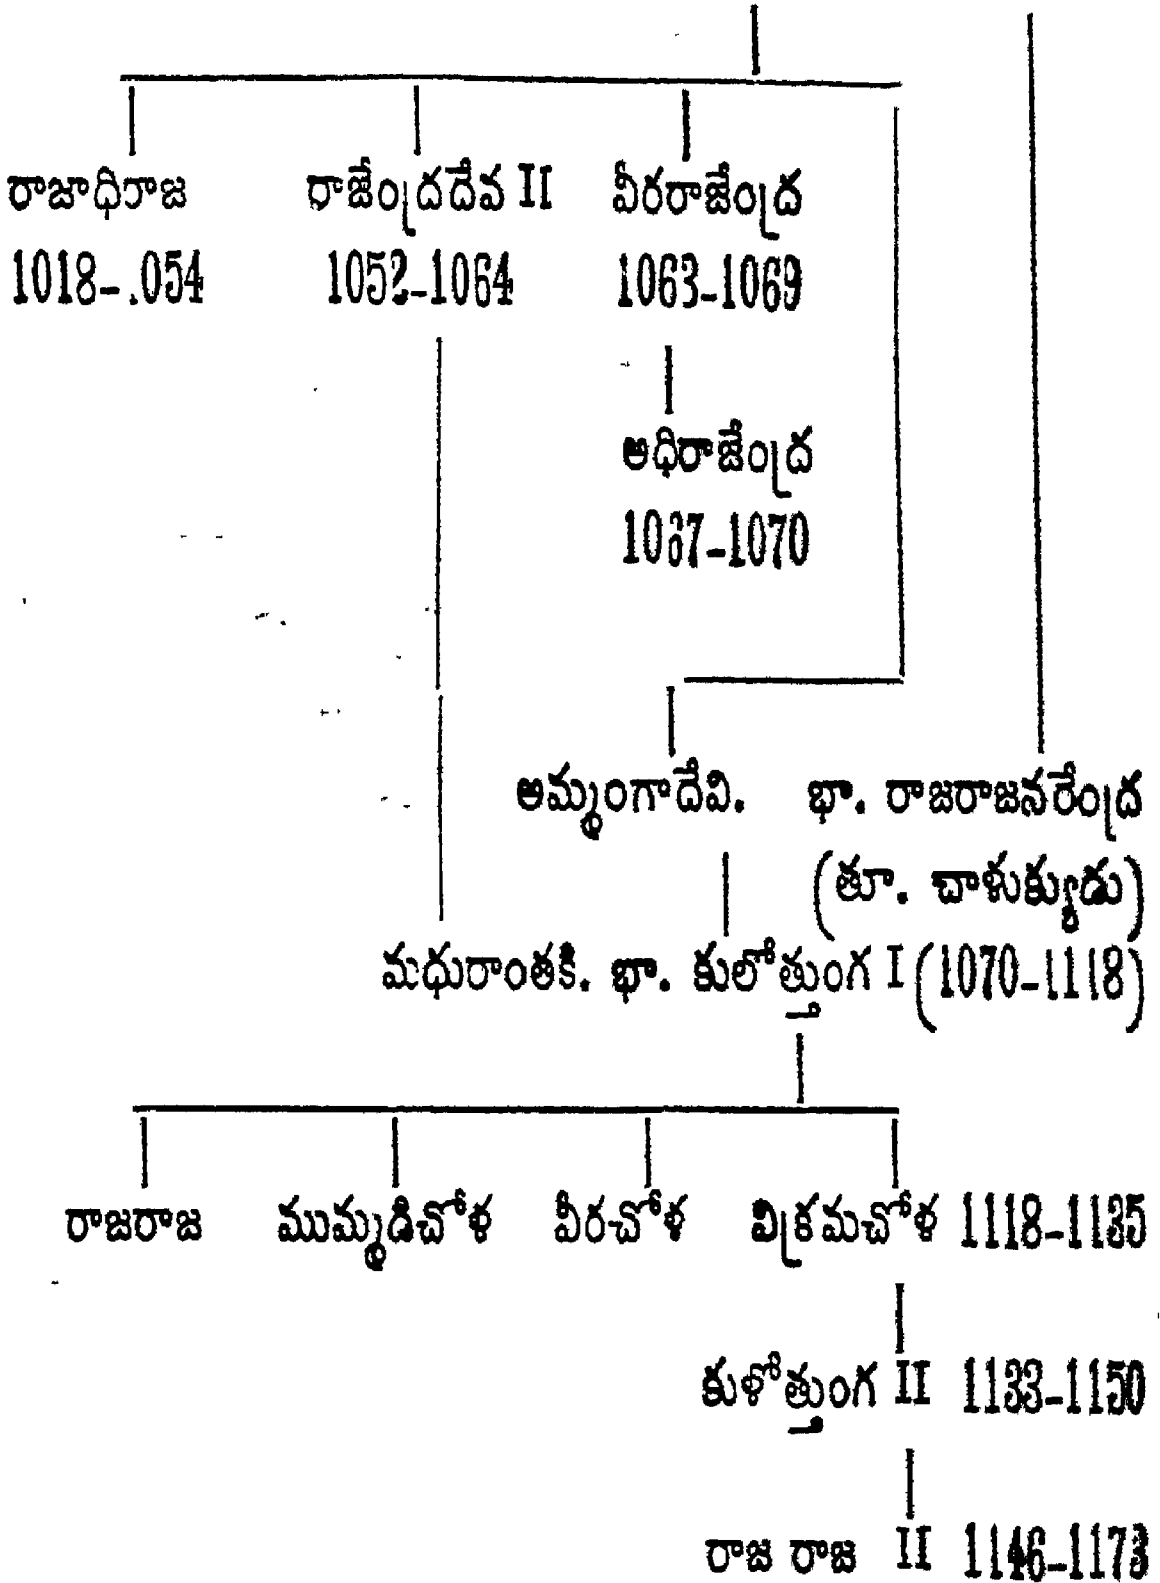 రాజాధిరాజ రాజేంద్రదేవ II వీరరాజేంద్ర
1018-.054 1052-1064 1063-1069
అధిరాజేంద్ర
1067-1070
అమ్మంగాదేవి. భా. రాజరాజనరేంద్ర
(తూ. చాళుక్యుడు)
మధురాంతకి. భా. కులోత్తుంగ I (1070-1118)
రాజరాజ ముమ్మడిచోళ వీరచోళ విక్రమచోళ 1118-1135
కుళోత్తుంగ II 1133-1150
రాజ రాజ II 1146-1173